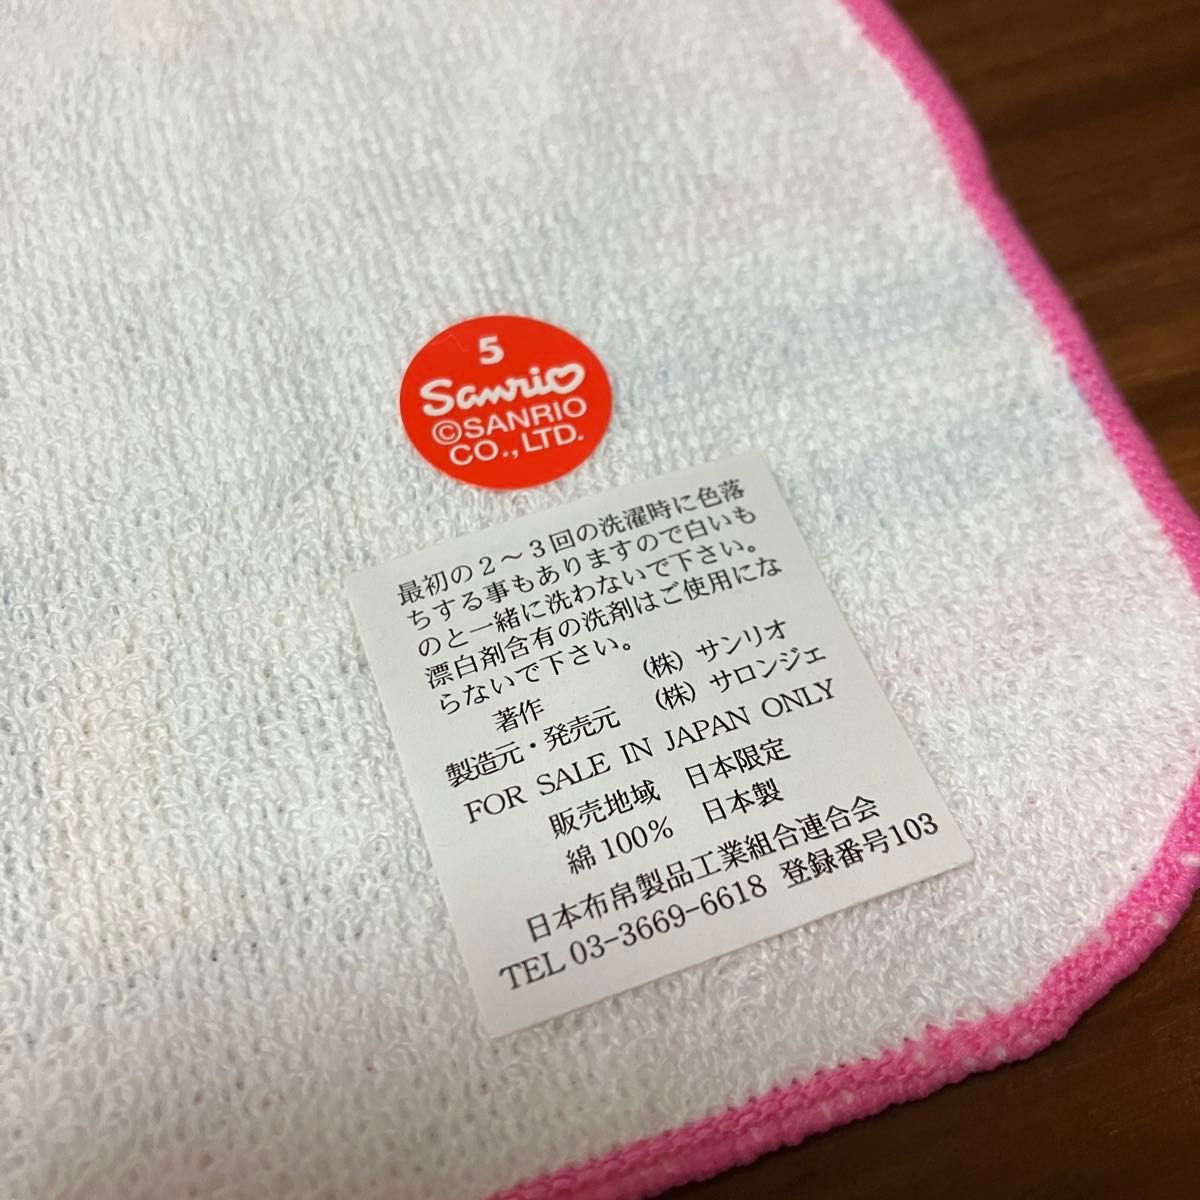 5
Sanrio
©SANRIO
CO., LTD.
最初の2～3回の洗濯時に色落
ちする事もありますので白いも
のと一緒に洗わないで下さい。
漂白剤含有の洗剤はご使用にな
らないで下さい。
著作 (株) サンリオ
製造元・発売元 (株) サロンジェ
FOR SALE IN JAPAN ONLY
販売地域 日本限定
綿100% 日本製
日本布帛製品工業組合連合会
TEL 03-3669-6618 登録番号103